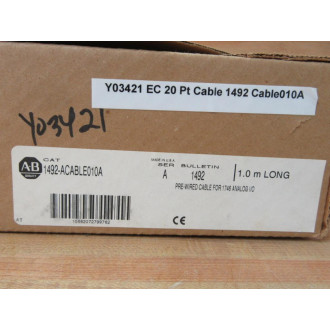 Y03421 EC 20 Pt Cable 1492 Cable010A
Y03421
AB
CAT
1492-ACABLE010A
SER
A
BULLETIN
1492
1.0 m LONG
PRE-WIRED CABLE FOR 1746 ANALOG I/O
CE